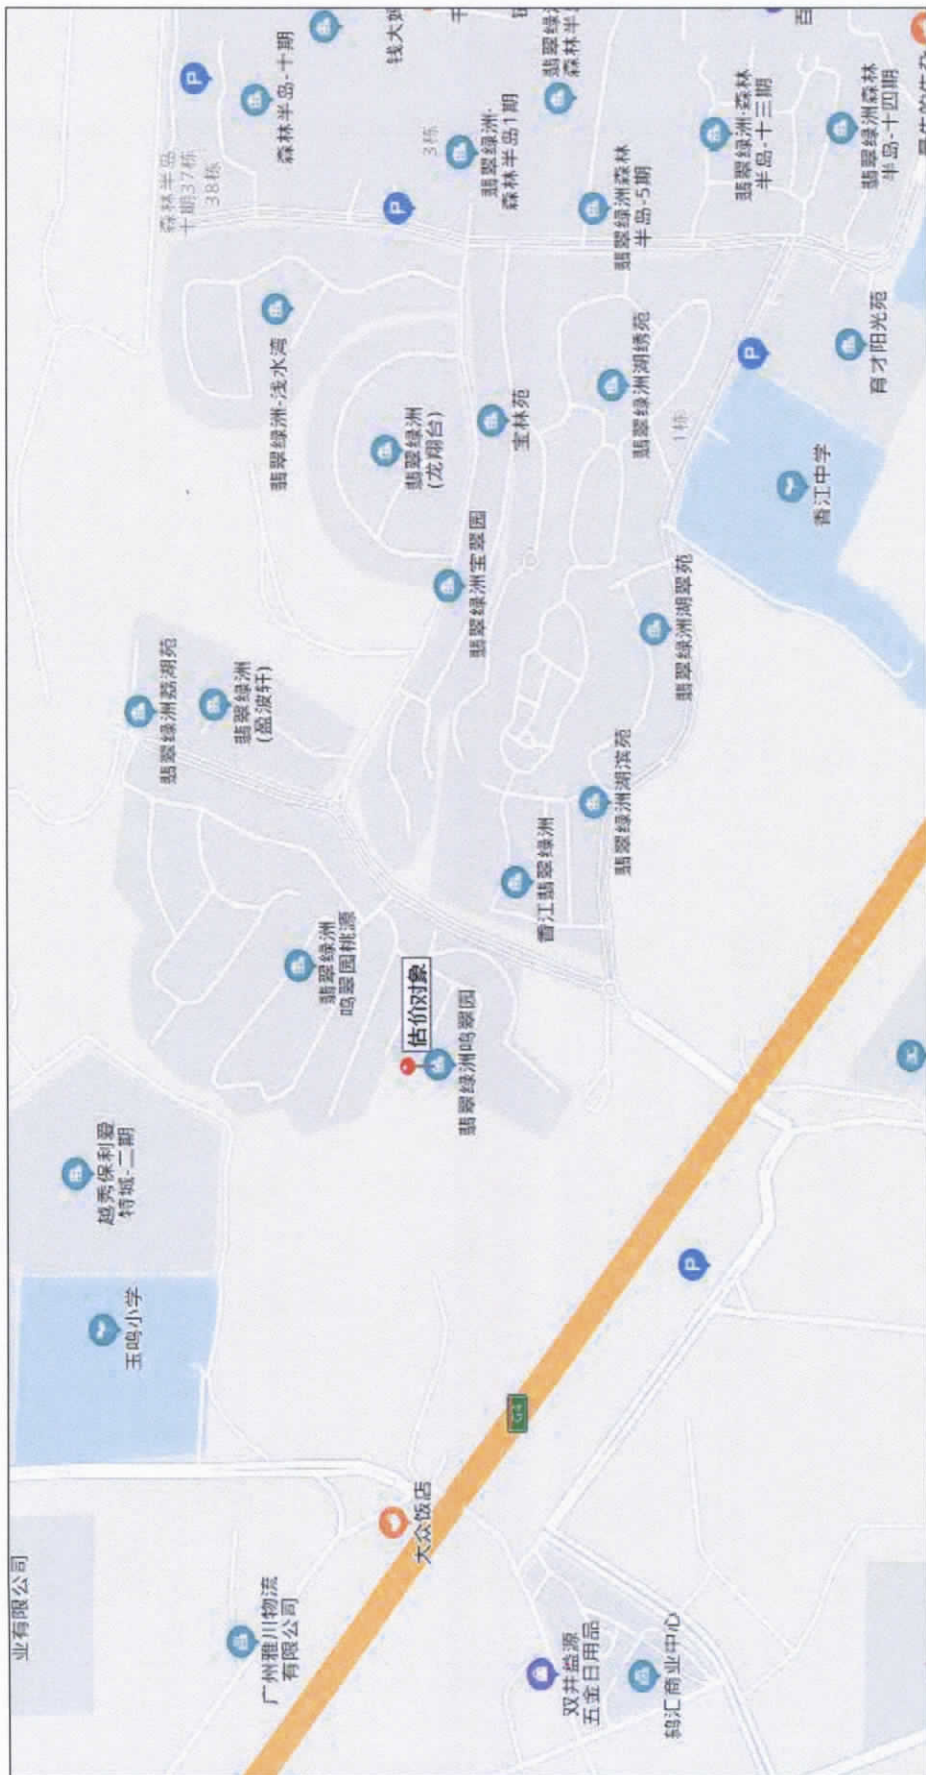 业有限公司
玉鸣小学
越秀保利爱
特城-二期
翡翠绿洲荔湖苑
森林半岛
十期37栋
38栋
P
广州雅川物流
有限公司
翡翠绿洲
(盈波轩)
森林半岛-十期
翡翠绿洲
鸣翠园桃源
翡翠绿洲-浅水湾
大众饭店
估价对象
翡翠绿洲
(龙翔台)
P
3栋
翡翠绿洲鸣翠园
翡翠绿洲宝翠园
宝林苑
翡翠绿洲·
森林半岛1期
G4
香江翡翠绿洲
双井益源
五金日用品
翡翠绿洲湖滨苑
翡翠绿洲湖绣苑
翡翠绿洲森林
半岛-5期
鸫汇商业中心
P
翡翠绿洲湖翠苑
1栋
P
翡翠绿洲·森林
半岛-十三期
香江中学
育才阳光苑
翡翠绿洲森林
半岛-十四期